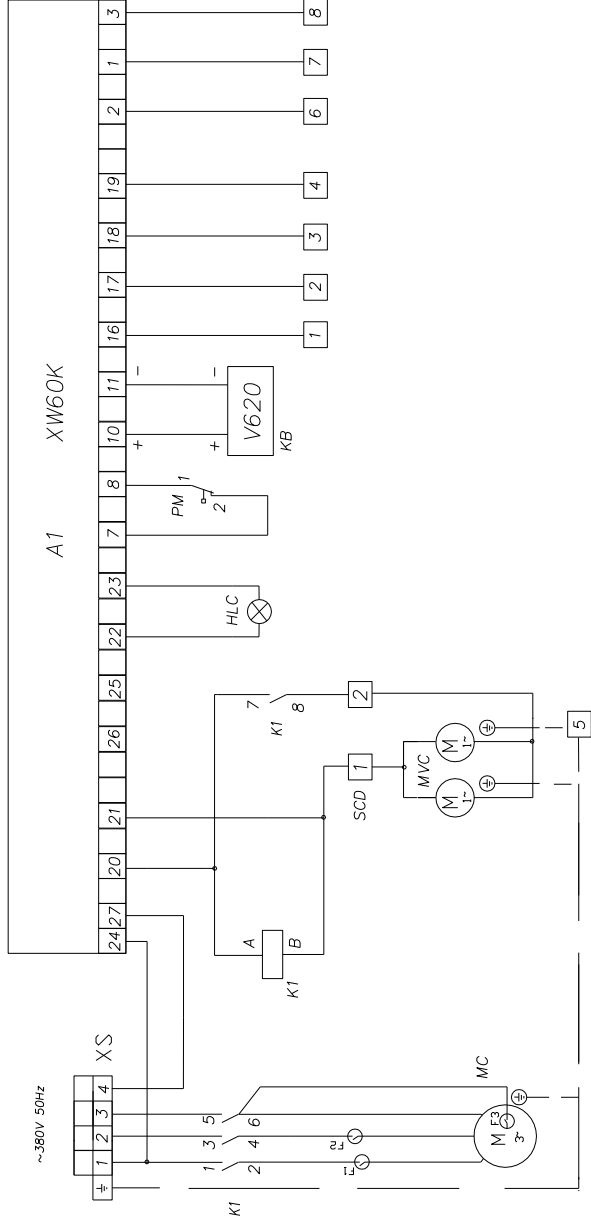 ~380V 50Hz
XS
1 2 3 4
A1 XW60K
24 27 20 21 26 25 22 23 7 8 10 11 16 17 18 19 2 1 3
K1
1 3 5
2 4 6
F1
F2
M
3~
F3
MC
A
B
K1
K1
7
8
SCD
1
2
MVC
M
1~
M
1~
5
HLC
PM
1
2
+ -
+ -
V620
KB
1 2 3 4 6 7 8